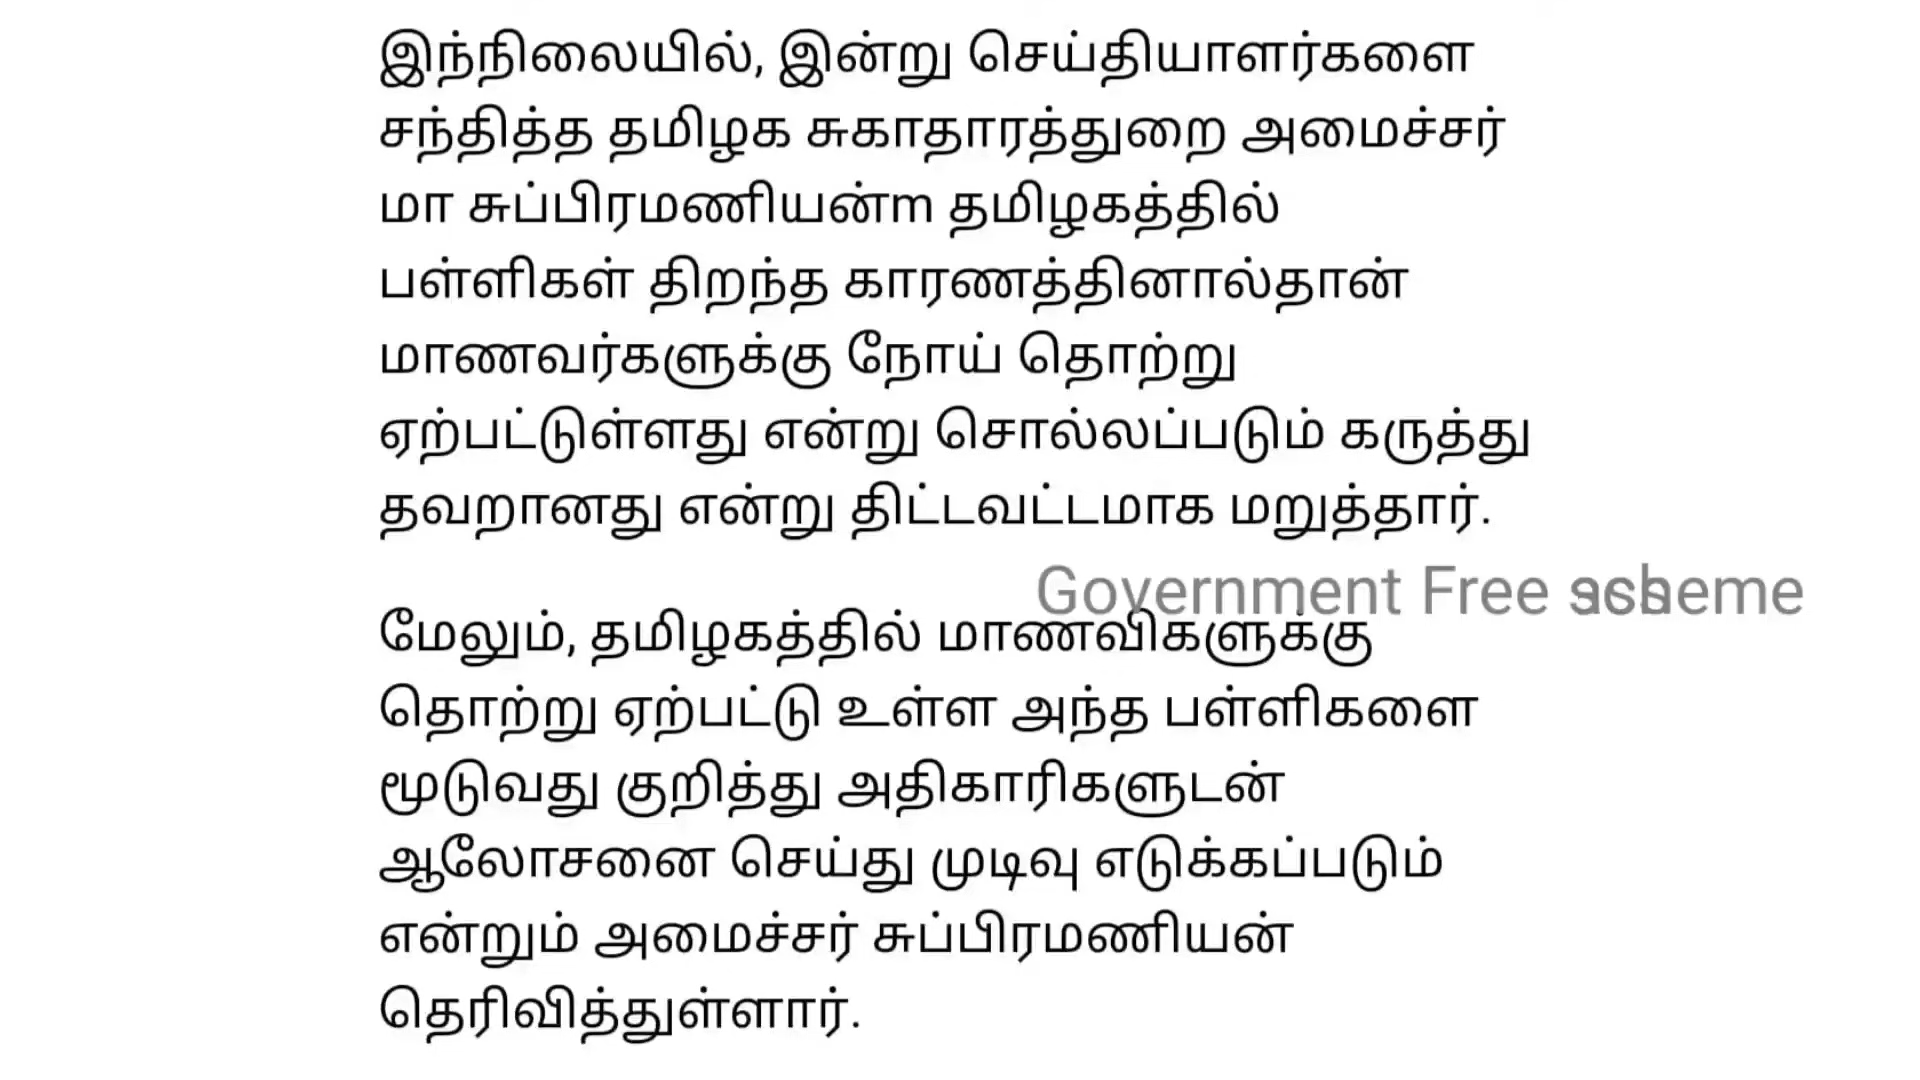 இந்நிலையில், இன்று செய்தியாளர்களை
சந்தித்த தமிழக சுகாதாரத்துறை அமைச்சர்
மா சுப்பிரமணியன்m தமிழகத்தில்
பள்ளிகள் திறந்த காரணத்தினால்தான்
மாணவர்களுக்கு நோய் தொற்று
ஏற்பட்டுள்ளது என்று சொல்லப்படும் கருத்து
தவறானது என்று திட்டவட்டமாக மறுத்தார்.
Government Free
மேலும், தமிழகத்தில் மாணவிகளுக்கு
தொற்று ஏற்பட்டு உள்ள அந்த பள்ளிகளை
மூடுவது குறித்து அதிகாரிகளுடன்
ஆலோசனை செய்து முடிவு எடுக்கப்படும்
என்றும் அமைச்சர் சுப்பிரமணியன்
தெரிவித்துள்ளார்.